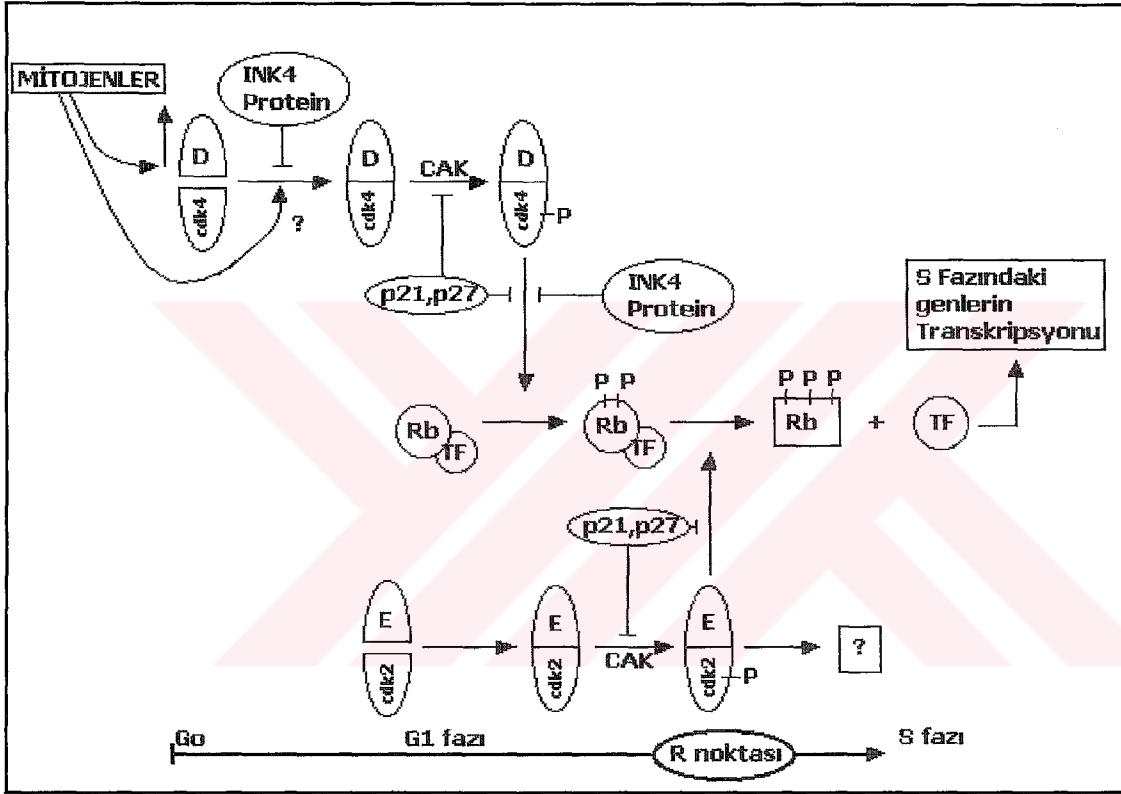 MİTOJENLER
INK4
Protein
D
cdk4
?
D
cdk4
CAK
D
cdk4
P
p21,p27
INK4
Protein
S Fazındaki
genlerin
Transkripsyonu
Rb
TF
P P
Rb
TF
P P P
Rb
+
TF
p21,p27
E
cdk2
E
cdk2
CAK
E
cdk2
P
?
Go
G1 fazı
R noktası
S fazı